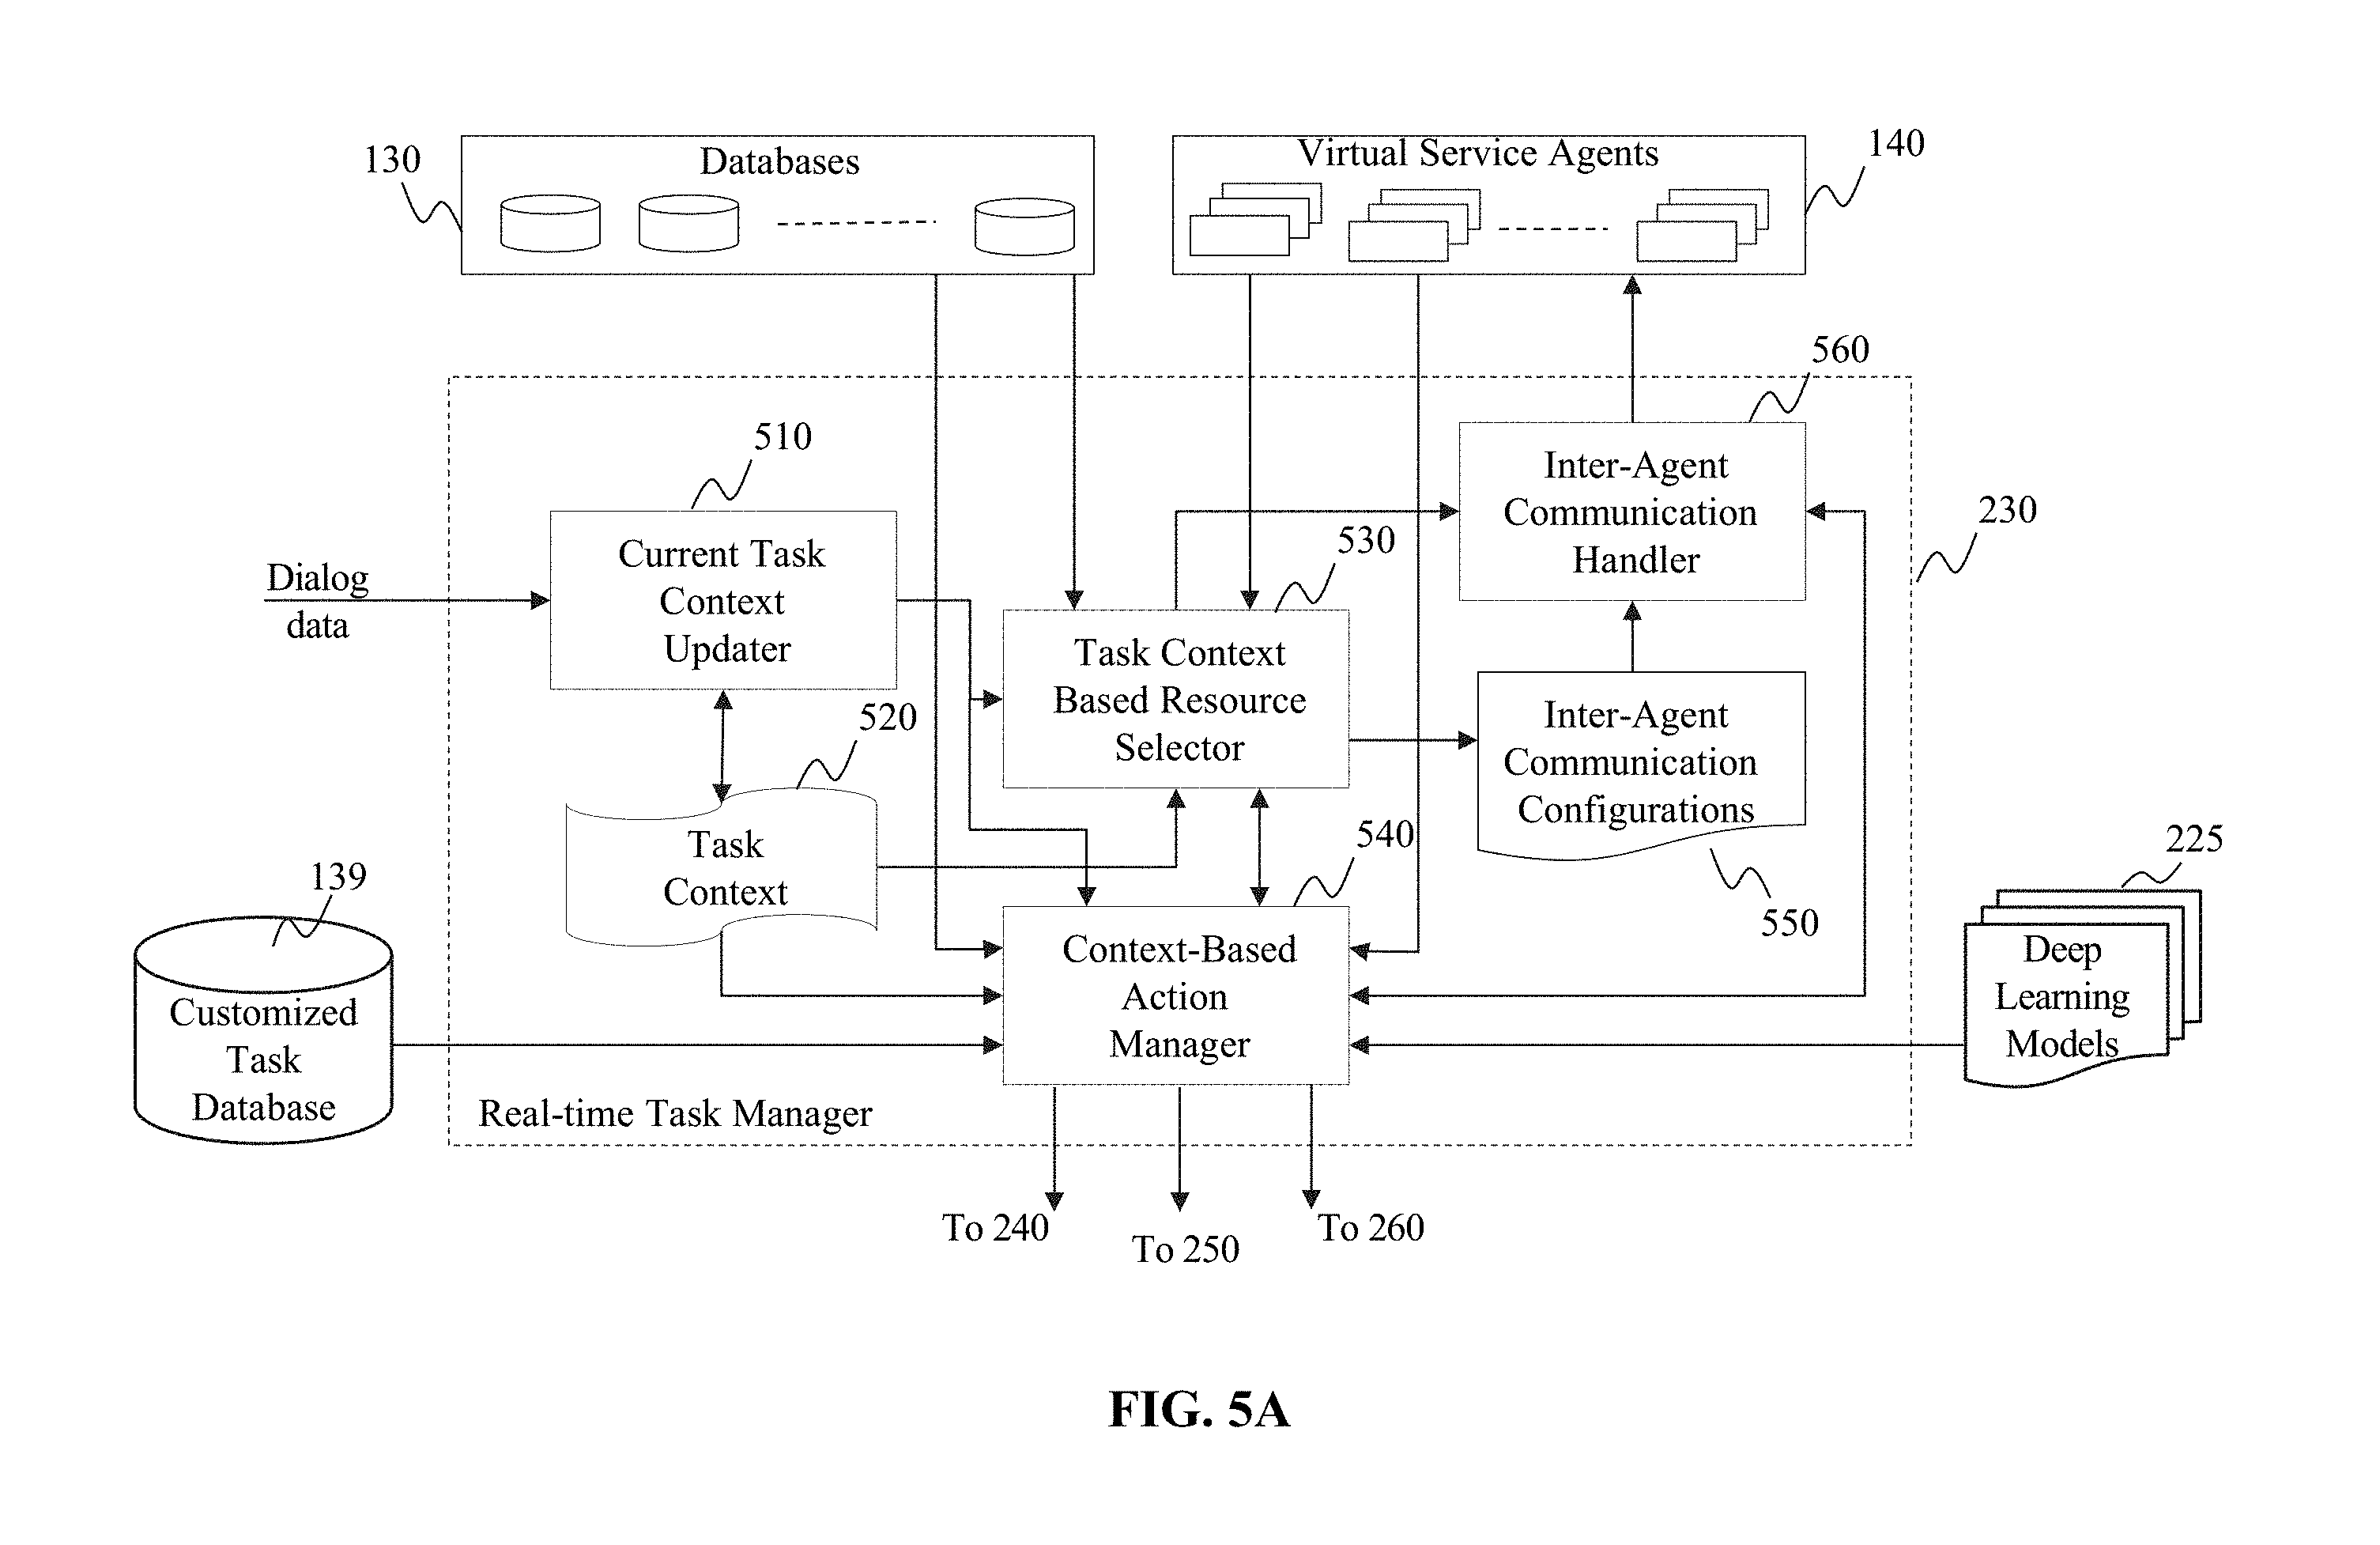 130
Databases
Virtual Service Agents
140
560
510
Inter-Agent
Communication
Handler
230
530
Dialog
data
Current Task
Context
Updater
Task Context
Based Resource
Selector
520
Inter-Agent
Communication
Configurations
550
540
225
Task
Context
139
Customized
Task
Database
Context-Based
Action
Manager
Deep
Learning
Models
Real-time Task Manager
To 240
To 250
To 260
FIG. 5A